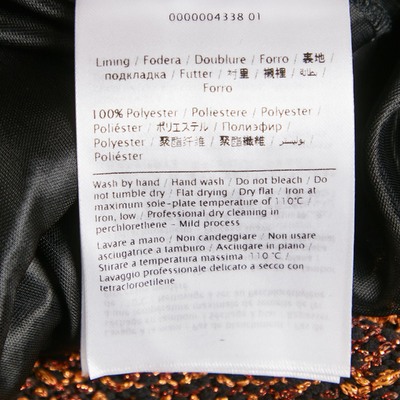 0000004338 01
Lining / Fodera / Doublure / Forro / 裏地 /
подкладка / Futter / 衬里 / 襯裡 / بطانة /
Forro
100% Polyester / Poliestere / Polyester /
Poliéster / ポリエステル / Полиэфир /
Polyester / 聚酯纤维 / 聚酯纖維 / بوليستر /
Poliéster
Wash by hand / Hand wash / Do not bleach / Do
not tumble dry / Flat drying / Dry flat / Iron at
maximum sole-plate temperature of 110°C /
Iron, low / Professional dry cleaning in
perchlorethene - Mild process
Lavare a mano / Non candeggiare / Non usare
asciugatrice a tamburo / Asciugare in piano /
Stirare a temperatura massima 110°C /
Lavaggio professionale delicato a secco con
tetracloroetilene